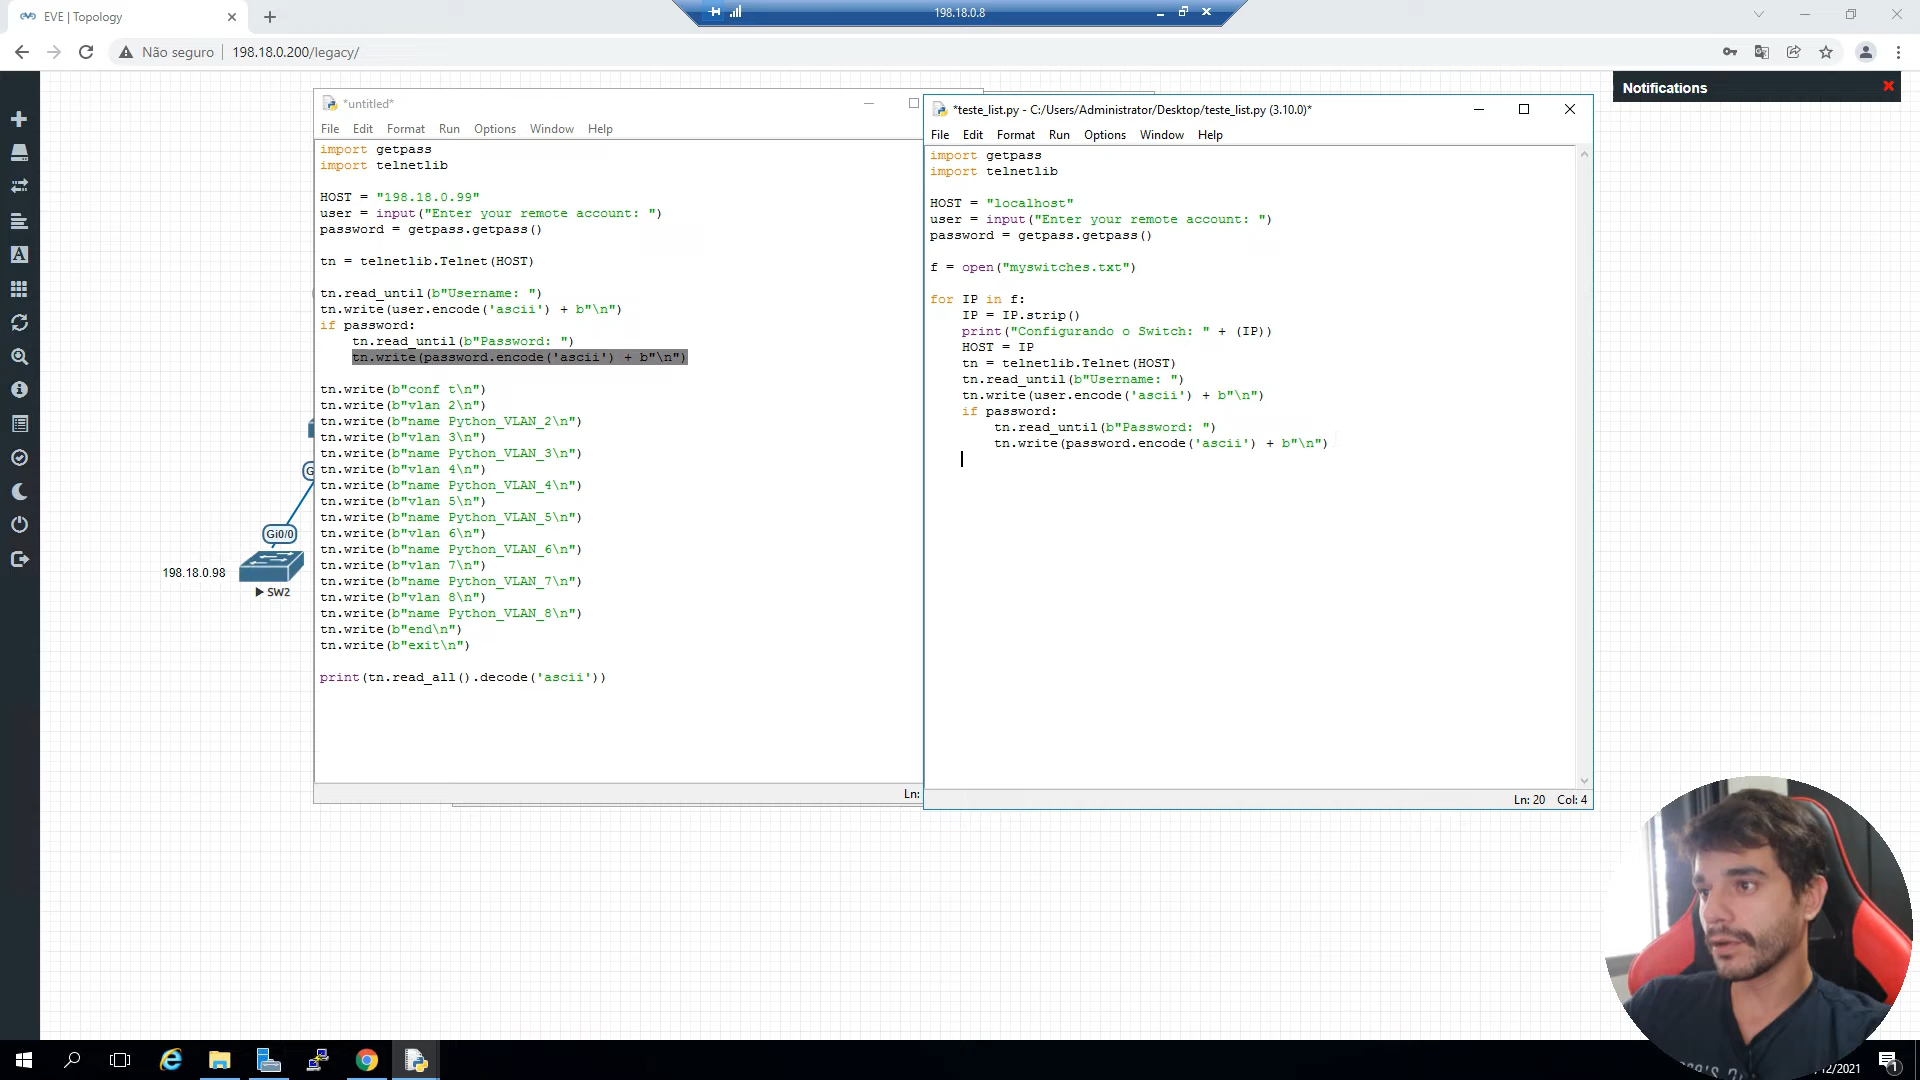 EVE | Topology
198.18.0.8
Não seguro
198.18.0.200/legacy/
Notifications
*untitled*
File Edit Format Run Options Window Help
import getpass
import telnetlib
HOST = "198.18.0.99"
user = input("Enter your remote account: ")
password = getpass.getpass()
tn = telnetlib.Telnet(HOST)
tn.read_until(b"Username: ")
tn.write(user.encode('ascii') + b"\n")
if password:
    tn.read_until(b"Password: ")
    tn.write(password.encode('ascii') + b"\n")
tn.write(b"conf t\n")
tn.write(b"vlan 2\n")
tn.write(b"name Python_VLAN_2\n")
tn.write(b"vlan 3\n")
tn.write(b"name Python_VLAN_3\n")
tn.write(b"vlan 4\n")
tn.write(b"name Python_VLAN_4\n")
tn.write(b"vlan 5\n")
tn.write(b"name Python_VLAN_5\n")
tn.write(b"vlan 6\n")
tn.write(b"name Python_VLAN_6\n")
tn.write(b"vlan 7\n")
tn.write(b"name Python_VLAN_7\n")
tn.write(b"vlan 8\n")
tn.write(b"name Python_VLAN_8\n")
tn.write(b"end\n")
tn.write(b"exit\n")
print(tn.read_all().decode('ascii'))
Ln:
*teste_list.py - C:/Users/Administrator/Desktop/teste_list.py (3.10.0)*
File Edit Format Run Options Window Help
import getpass
import telnetlib
HOST = "localhost"
user = input("Enter your remote account: ")
password = getpass.getpass()
f = open("myswitches.txt")
for IP in f:
    IP = IP.strip()
    print("Configurando o Switch: " + (IP))
    HOST = IP
    tn = telnetlib.Telnet(HOST)
    tn.read_until(b"Username: ")
    tn.write(user.encode('ascii') + b"\n")
    if password:
        tn.read_until(b"Password: ")
        tn.write(password.encode('ascii') + b"\n")
Ln: 20 Col: 4
G
Gi0/0
198.18.0.98
SW2
12/2021
1